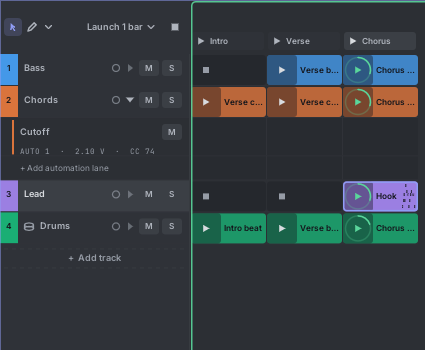 Launch 1 bar
Intro Verse Chorus
1 Bass M S Verse b... Chorus ...
2 Chords M S Verse c... Verse c... Chorus ...
Cutoff M
AUTO 1 · 2.10 V · CC 74
+ Add automation lane
3 Lead M S Hook
4 Drums M S Intro beat Verse b... Chorus ...
+ Add track